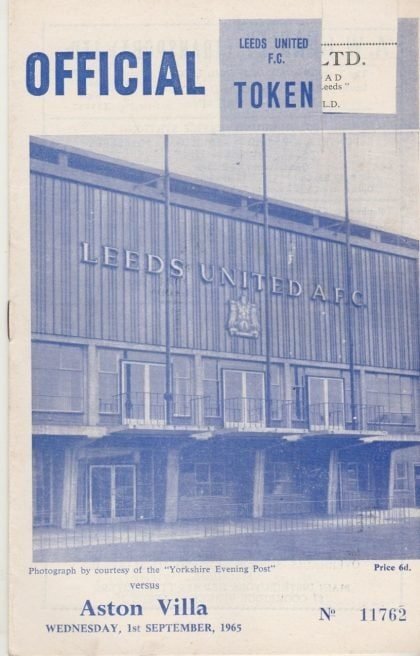 OFFICIAL
LEEDS UNITED
F.C.
TOKEN
LTD.
AD
Leeds"
L.D.
LEEDS UNITED A.F.C.
Photograph by courtesy of the "Yorkshire Evening Post"
Price 6d.
versus
Aston Villa
WEDNESDAY, 1st SEPTEMBER, 1965
No 11762